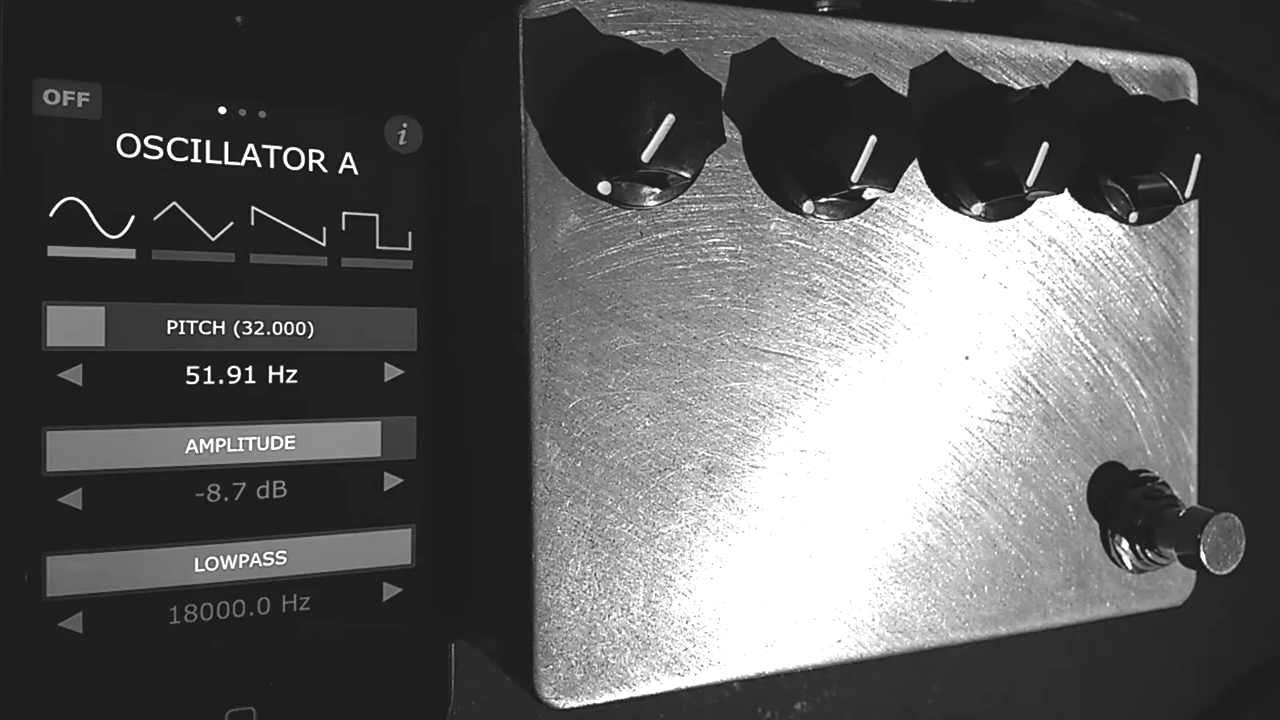 OFF
i
OSCILLATOR A
PITCH (32.000)
51.91 Hz
AMPLITUDE
-8.7 dB
LOWPASS
18000.0 Hz